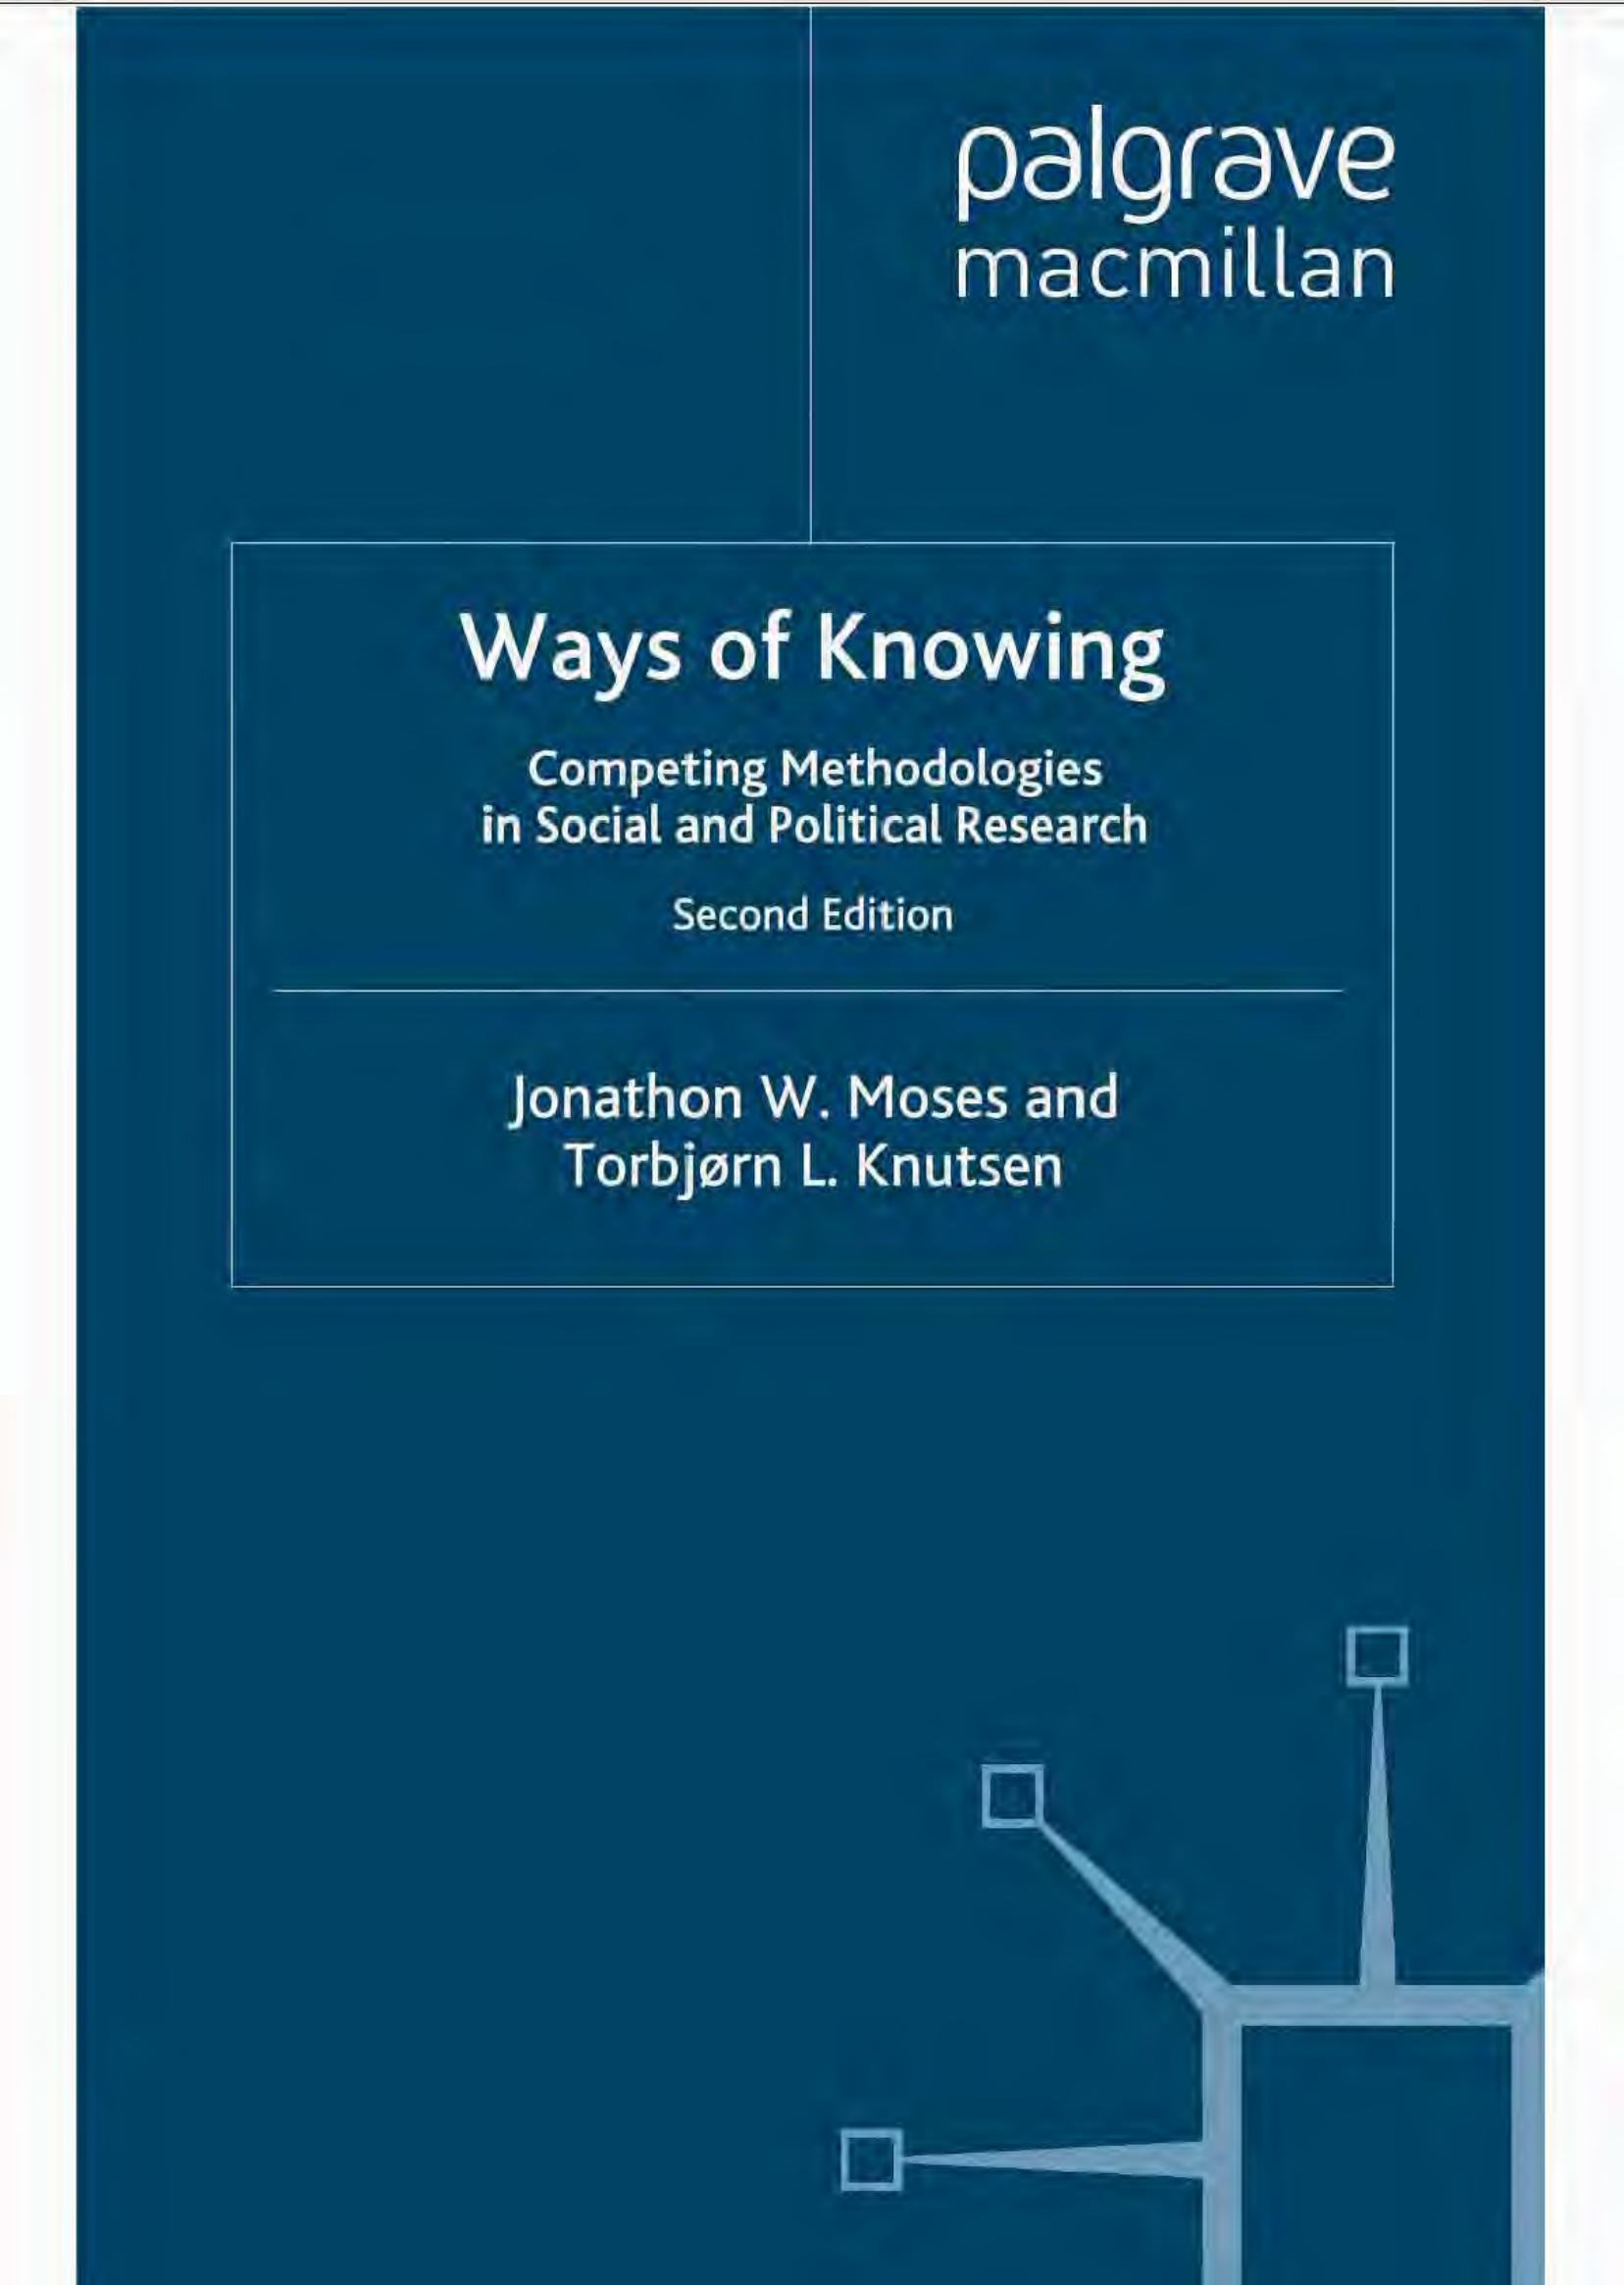 palgrave
macmillan
Ways of Knowing
Competing Methodologies
in Social and Political Research
Second Edition
Jonathon W. Moses and
Torbjørn L. Knutsen